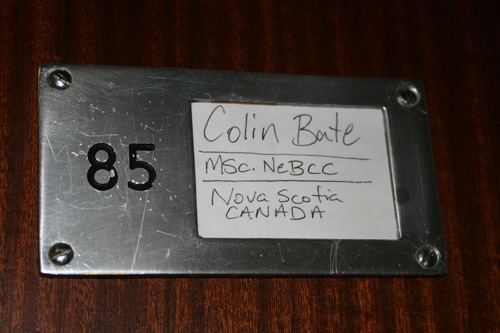 85
Colin Bate
MSc. NeBCC
Nova Scotia
CANADA